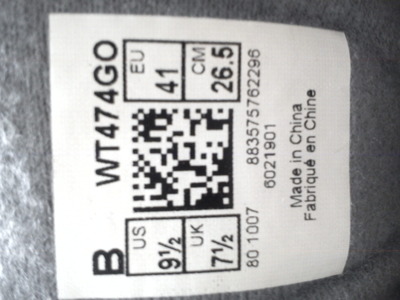 B WT474GO
US 9½ EU 41
UK 7½ CM 26.5
80 1007 883575762296
6021901
Made in China
Fabriqué en Chine